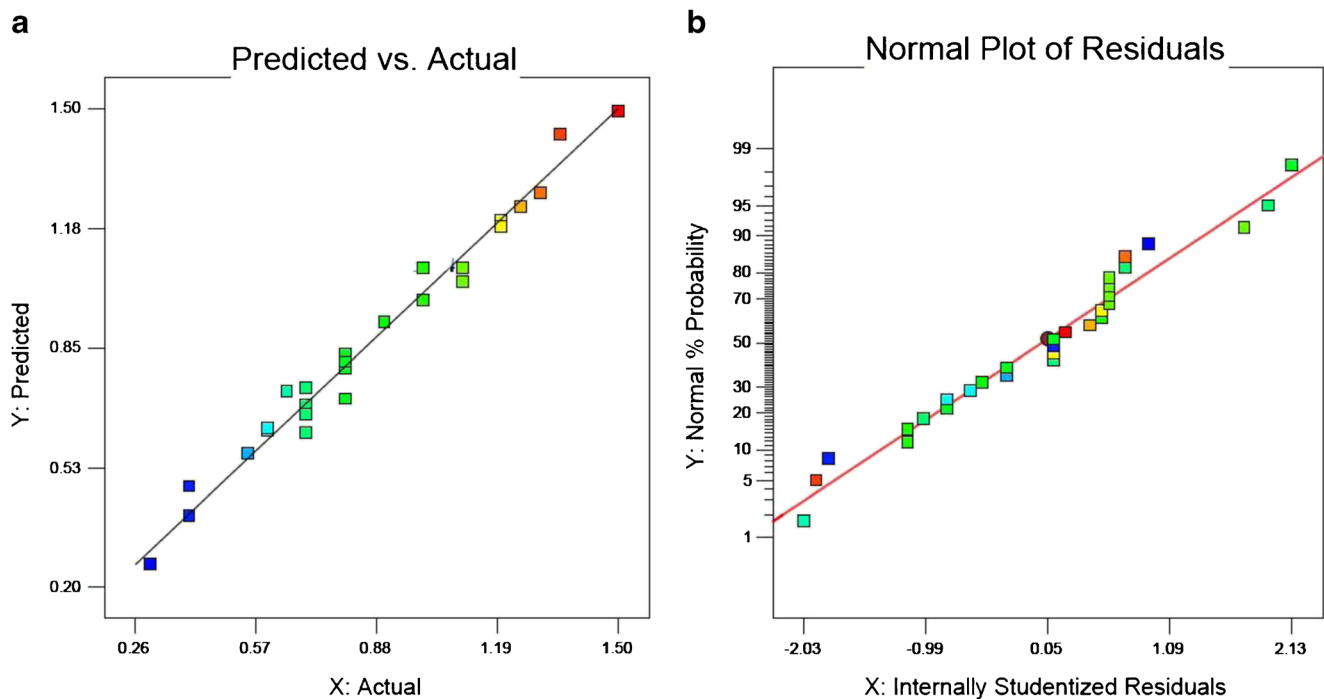 a
Predicted vs. Actual
Y: Predicted
1.50
1.18
0.85
0.53
0.20
0.26 0.57 0.88 1.19 1.50
X: Actual
b
Normal Plot of Residuals
Y: Normal % Probability
99
95
90
80
70
50
30
20
10
5
1
-2.03 -0.99 0.05 1.09 2.13
X: Internally Studentized Residuals